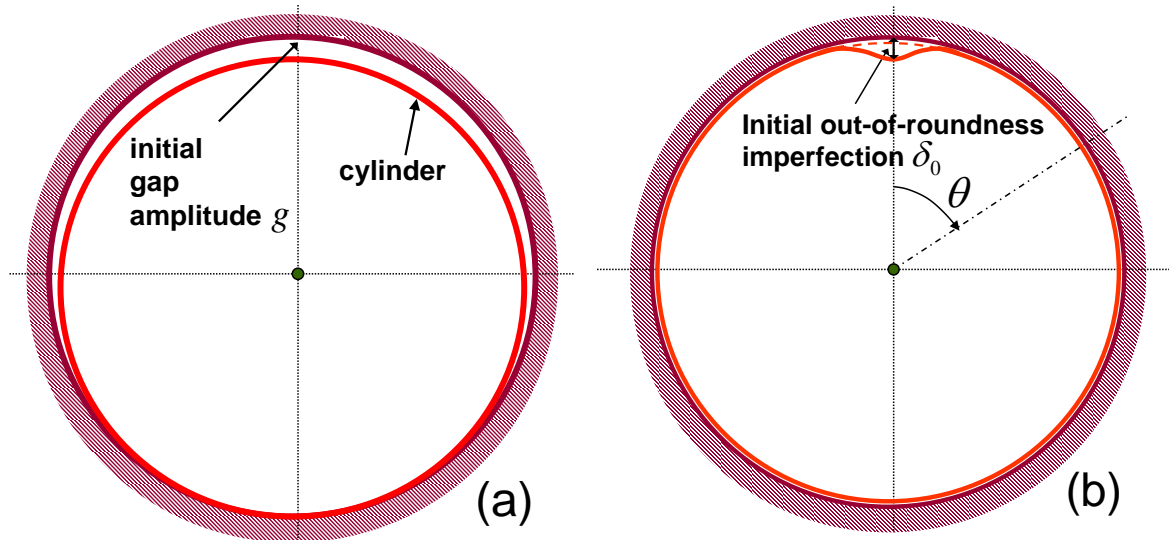 initial
gap
amplitude g
cylinder
(a)
Initial out-of-roundness
imperfection δ₀
θ
(b)